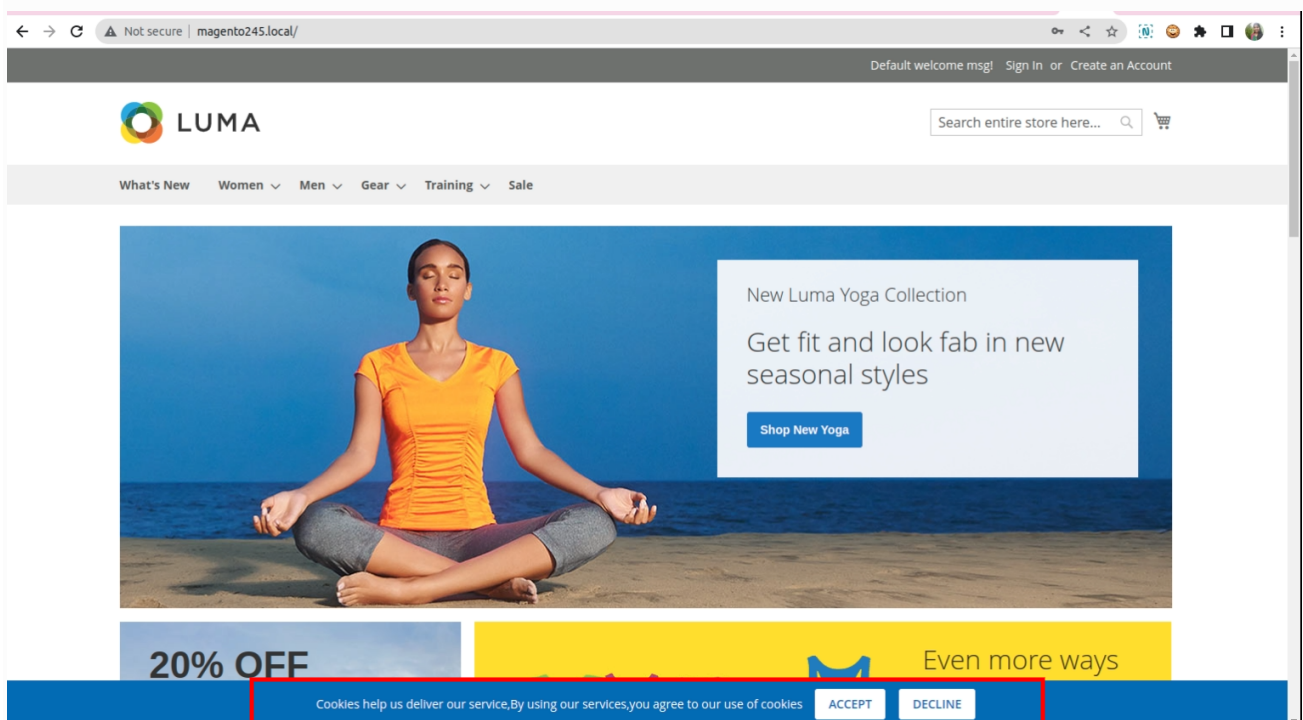 Not secure | magento245.local/
Default welcome msg! Sign In or Create an Account
LUMA
Search entire store here...
What's New Women Men Gear Training Sale
New Luma Yoga Collection
Get fit and look fab in new
seasonal styles
Shop New Yoga
20% OFF
Even more ways
Cookies help us deliver our service,By using our services,you agree to our use of cookies ACCEPT DECLINE